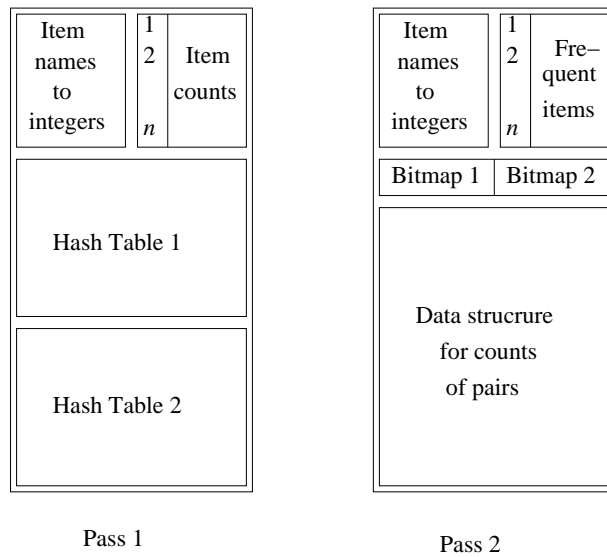 Item
names
to
integers
1
2
n
Item
counts
Hash Table 1
Hash Table 2
Pass 1
Item
names
to
integers
1
2
n
Fre–
quent
items
Bitmap 1
Bitmap 2
Data strucrure
for counts
of pairs
Pass 2